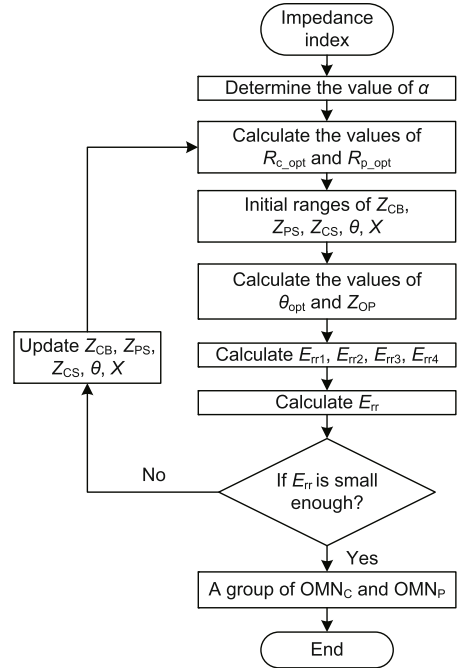 Impedance
index
Determine the value of α
Calculate the values of
R_c_opt and R_p_opt
Initial ranges of Z_CB,
Z_PS, Z_CS, θ, X
Calculate the values of
θ_opt and Z_OP
Update Z_CB, Z_PS,
Z_CS, θ, X
Calculate E_rr1, E_rr2, E_rr3, E_rr4
Calculate E_rr
No
If E_rr is small
enough?
Yes
A group of OMN_C and OMN_P
End